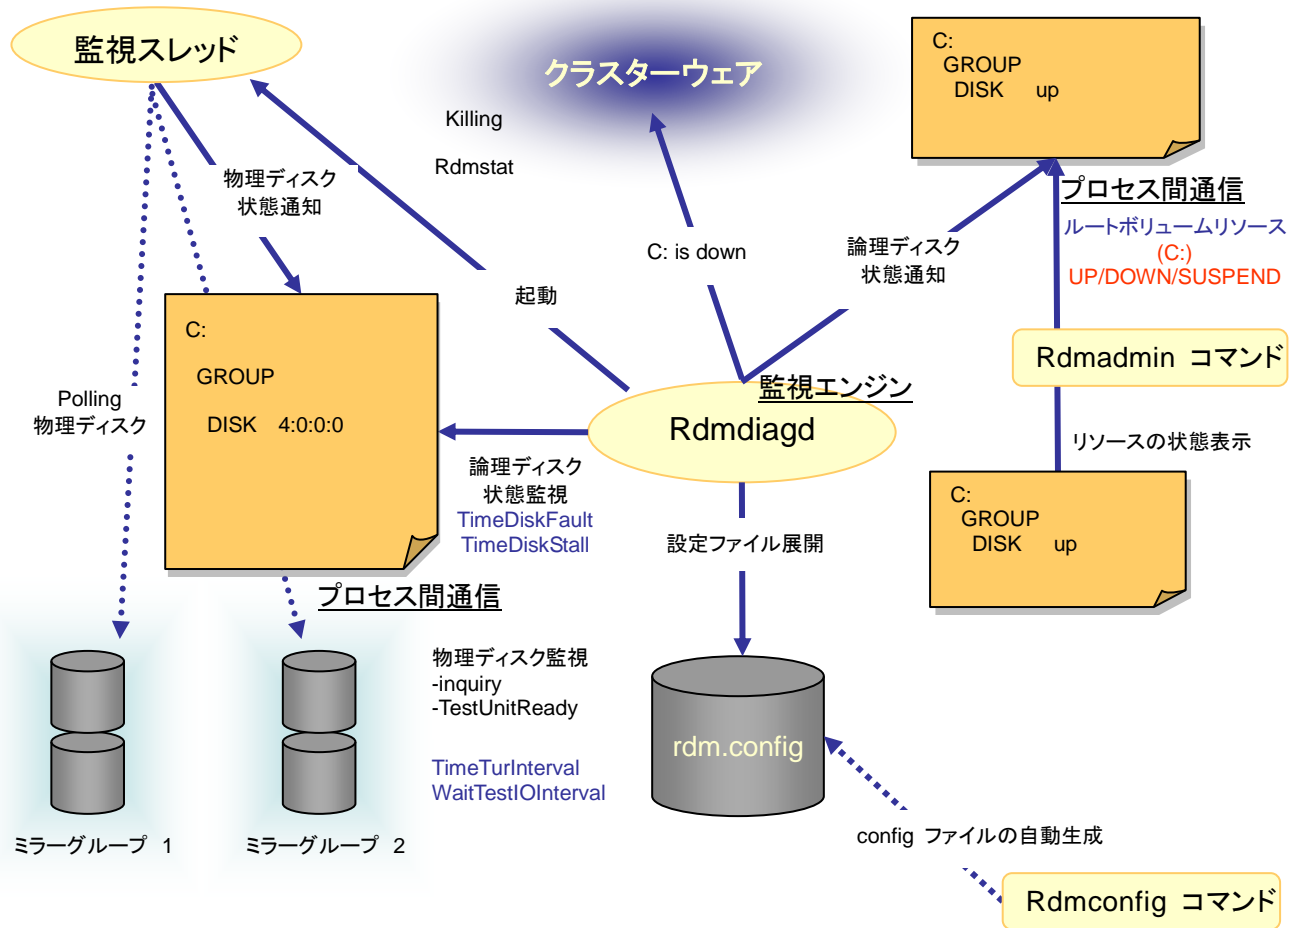 監視スレッド
クラスターウェア
C:
GROUP
DISK up
Killing
Rdmstat
物理ディスク
状態通知
プロセス間通信
ルートボリュームリソース
(C:)
UP/DOWN/SUSPEND
C: is down
論理ディスク
状態通知
起動
C:
GROUP
DISK 4:0:0:0
Rdmadmin コマンド
監視エンジン
Rdmdiagd
Polling
物理ディスク
リソースの状態表示
論理ディスク
状態監視
TimeDiskFault
TimeDiskStall
設定ファイル展開
C:
GROUP
DISK up
プロセス間通信
物理ディスク監視
-inquiry
-TestUnitReady
TimeTurInterval
WaitTestIOInterval
rdm.config
ミラーグループ 1
ミラーグループ 2
config ファイルの自動生成
Rdmconfig コマンド